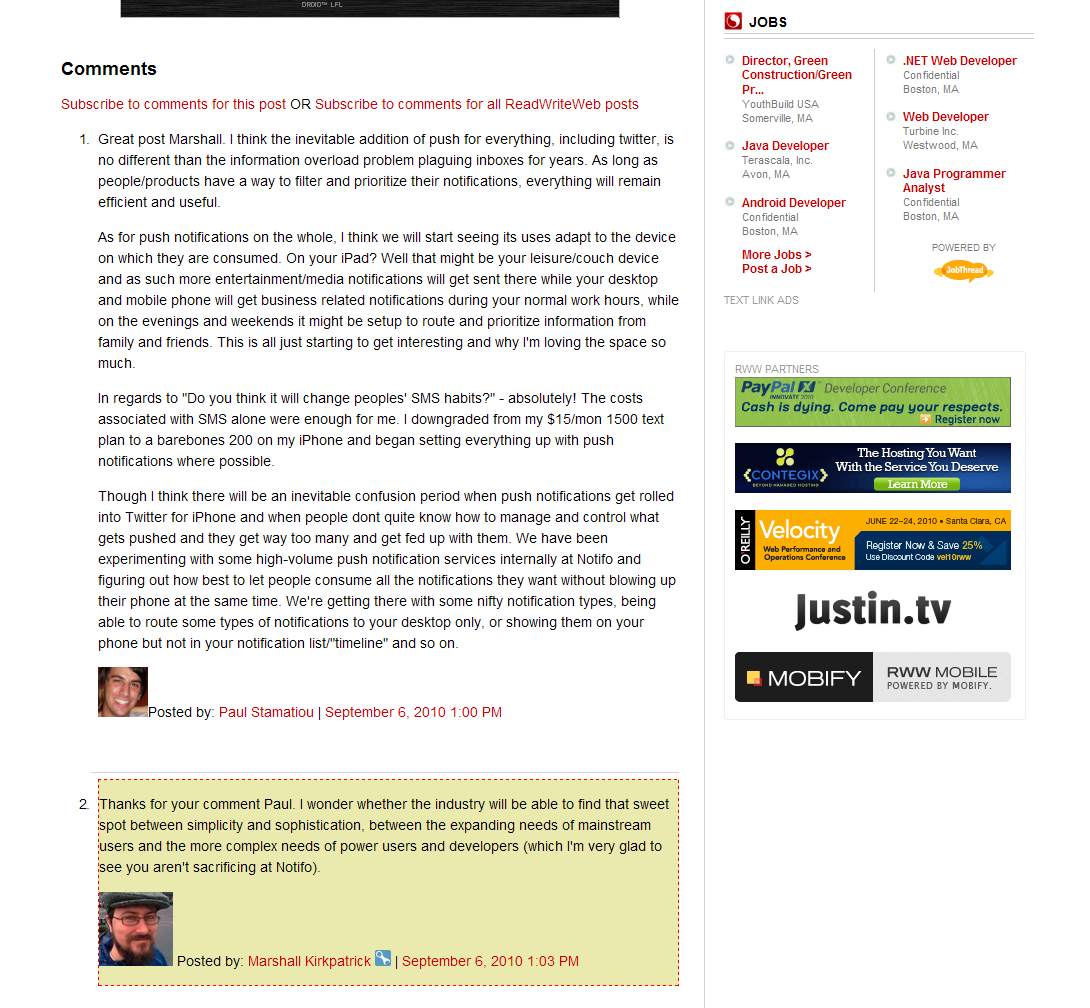 DROID™ LFL
Comments
Subscribe to comments for this post OR Subscribe to comments for all ReadWriteWeb posts
1. Great post Marshall. I think the inevitable addition of push for everything, including twitter, is
no different than the information overload problem plaguing inboxes for years. As long as
people/products have a way to filter and prioritize their notifications, everything will remain
efficient and useful.
As for push notifications on the whole, I think we will start seeing its uses adapt to the device
on which they are consumed. On your iPad? Well that might be your leisure/couch device
and as such more entertainment/media notifications will get sent there while your desktop
and mobile phone will get business related notifications during your normal work hours, while
on the evenings and weekends it might be setup to route and prioritize information from
family and friends. This is all just starting to get interesting and why I'm loving the space so
much.
In regards to "Do you think it will change peoples' SMS habits?" - absolutely! The costs
associated with SMS alone were enough for me. I downgraded from my $15/mon 1500 text
plan to a barebones 200 on my iPhone and began setting everything up with push
notifications where possible.
Though I think there will be an inevitable confusion period when push notifications get rolled
into Twitter for iPhone and when people dont quite know how to manage and control what
gets pushed and they get way too many and get fed up with them. We have been
experimenting with some high-volume push notification services internally at Notifo and
figuring out how best to let people consume all the notifications they want without blowing up
their phone at the same time. We're getting there with some nifty notification types, being
able to route some types of notifications to your desktop only, or showing them on your
phone but not in your notification list/"timeline" and so on.
Posted by: Paul Stamatiou | September 6, 2010 1:00 PM
2. Thanks for your comment Paul. I wonder whether the industry will be able to find that sweet
spot between simplicity and sophistication, between the expanding needs of mainstream
users and the more complex needs of power users and developers (which I'm very glad to
see you aren't sacrificing at Notifo).
Posted by: Marshall Kirkpatrick | September 6, 2010 1:03 PM
JOBS
Director, Green
Construction/Green
Pr...
YouthBuild USA
Somerville, MA
Java Developer
Terascala, Inc.
Avon, MA
Android Developer
Confidential
Boston, MA
More Jobs >
Post a Job >
.NET Web Developer
Confidential
Boston, MA
Web Developer
Turbine Inc.
Westwood, MA
Java Programmer
Analyst
Confidential
Boston, MA
POWERED BY
JobThread
TEXT LINK ADS
RWW PARTNERS
PayPal X™ Developer Conference
INNOVATE 2010
Cash is dying. Come pay your respects.
Register now
CONTEGIX
BEYOND MANAGED HOSTING
The Hosting You Want
With the Service You Deserve
Learn More
O'REILLY
Velocity
Web Performance and
Operations Conference
JUNE 22–24, 2010 • Santa Clara, CA
Register Now & Save 25%
Use Discount Code vel10rww
Justin.tv
MOBIFY
RWW MOBILE
POWERED BY MOBIFY.